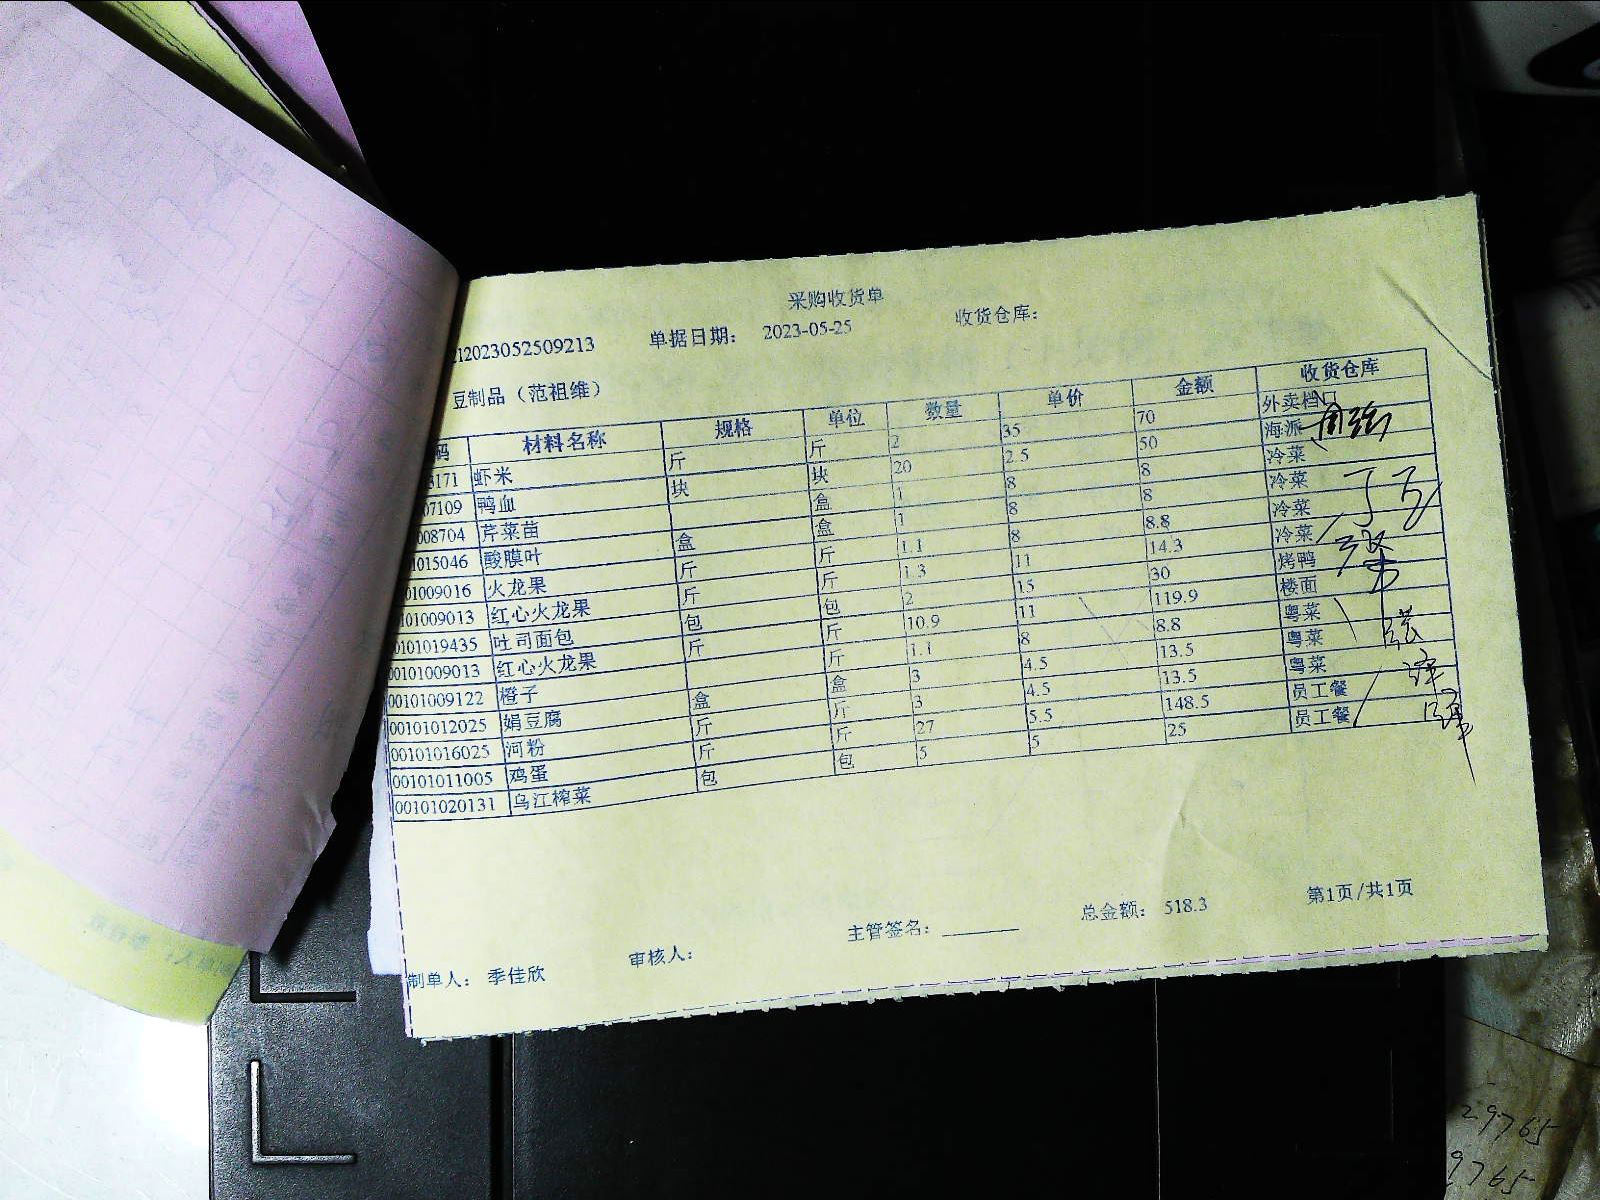 采购收货单
212023052509213 单据日期： 2023-05-25 收货仓库：
豆制品（范祖维）
码 材料名称 规格 单位 数量 单价 金额 收货仓库
3171 虾米 斤 斤 2 35 70 外卖档口
07109 鸭血 块 块 20 2.5 50 海派
008704 芹菜苗 盒 1 8 8 冷菜
1015046 酸膜叶 盒 盒 1 8 8 冷菜
01009016 火龙果 斤 斤 1.1 8 8.8 冷菜
101009013 红心火龙果 斤 斤 1.3 11 14.3 冷菜
0101019435 吐司面包 包 包 2 15 30 烤鸭
00101009013 红心火龙果 斤 斤 10.9 11 119.9 楼面
00101009122 橙子 斤 1.1 8 8.8 粤菜
00101012025 娟豆腐 盒 盒 3 4.5 13.5 粤菜
00101016025 河粉 斤 斤 3 4.5 13.5 粤菜
00101011005 鸡蛋 斤 斤 27 5.5 148.5 员工餐
00101020131 乌江榨菜 包 包 5 5 25 员工餐
总金额： 518.3 第1页/共1页
制单人： 季佳欣 审核人： 主管签名：
29765
9765